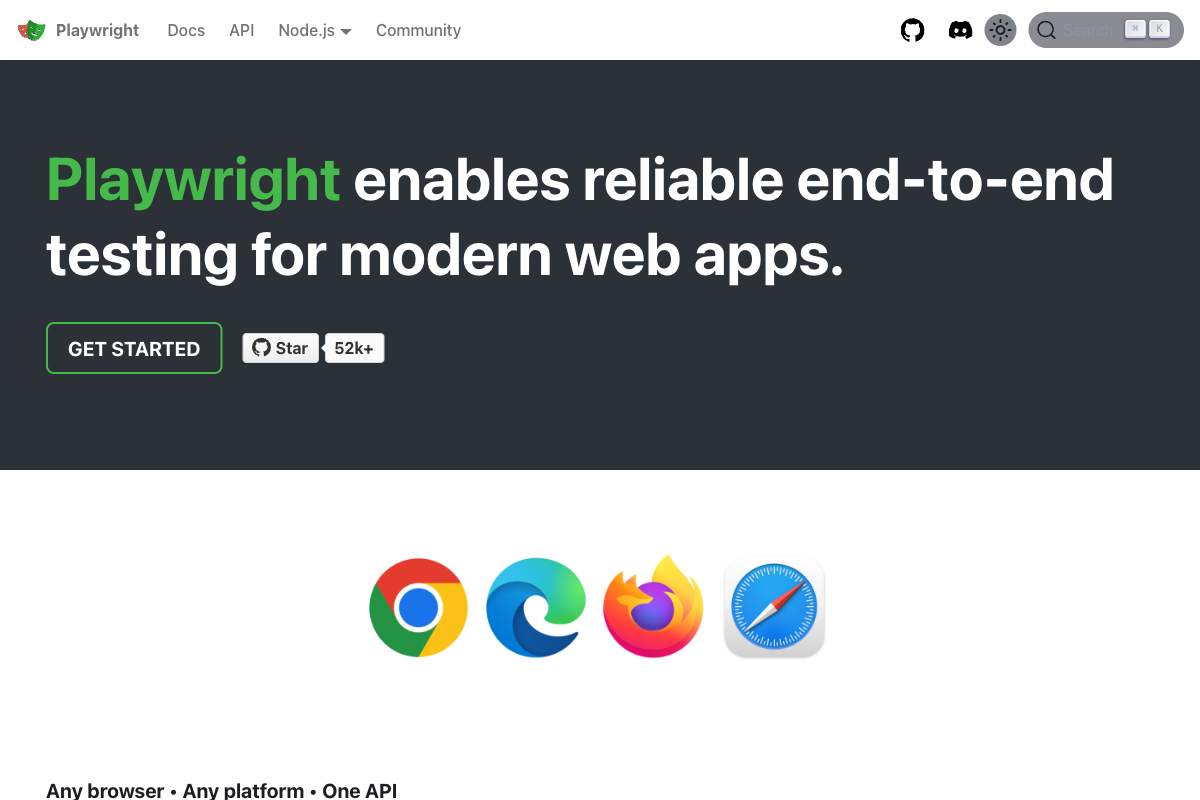 Playwright Docs API Node.js Community Search ⌘ K
Playwright enables reliable end-to-end
testing for modern web apps.
GET STARTED Star 52k+
Any browser • Any platform • One API